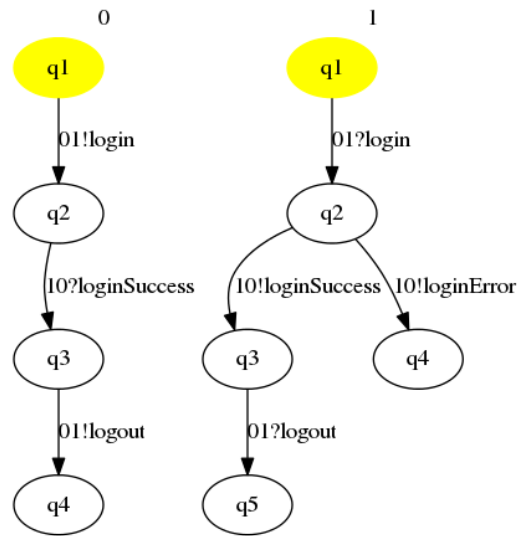 0 1
q1 q1
01!login 01?login
q2 q2
10?loginSuccess 10!loginSuccess 10!loginError
q3 q3 q4
01!logout 01?logout
q4 q5